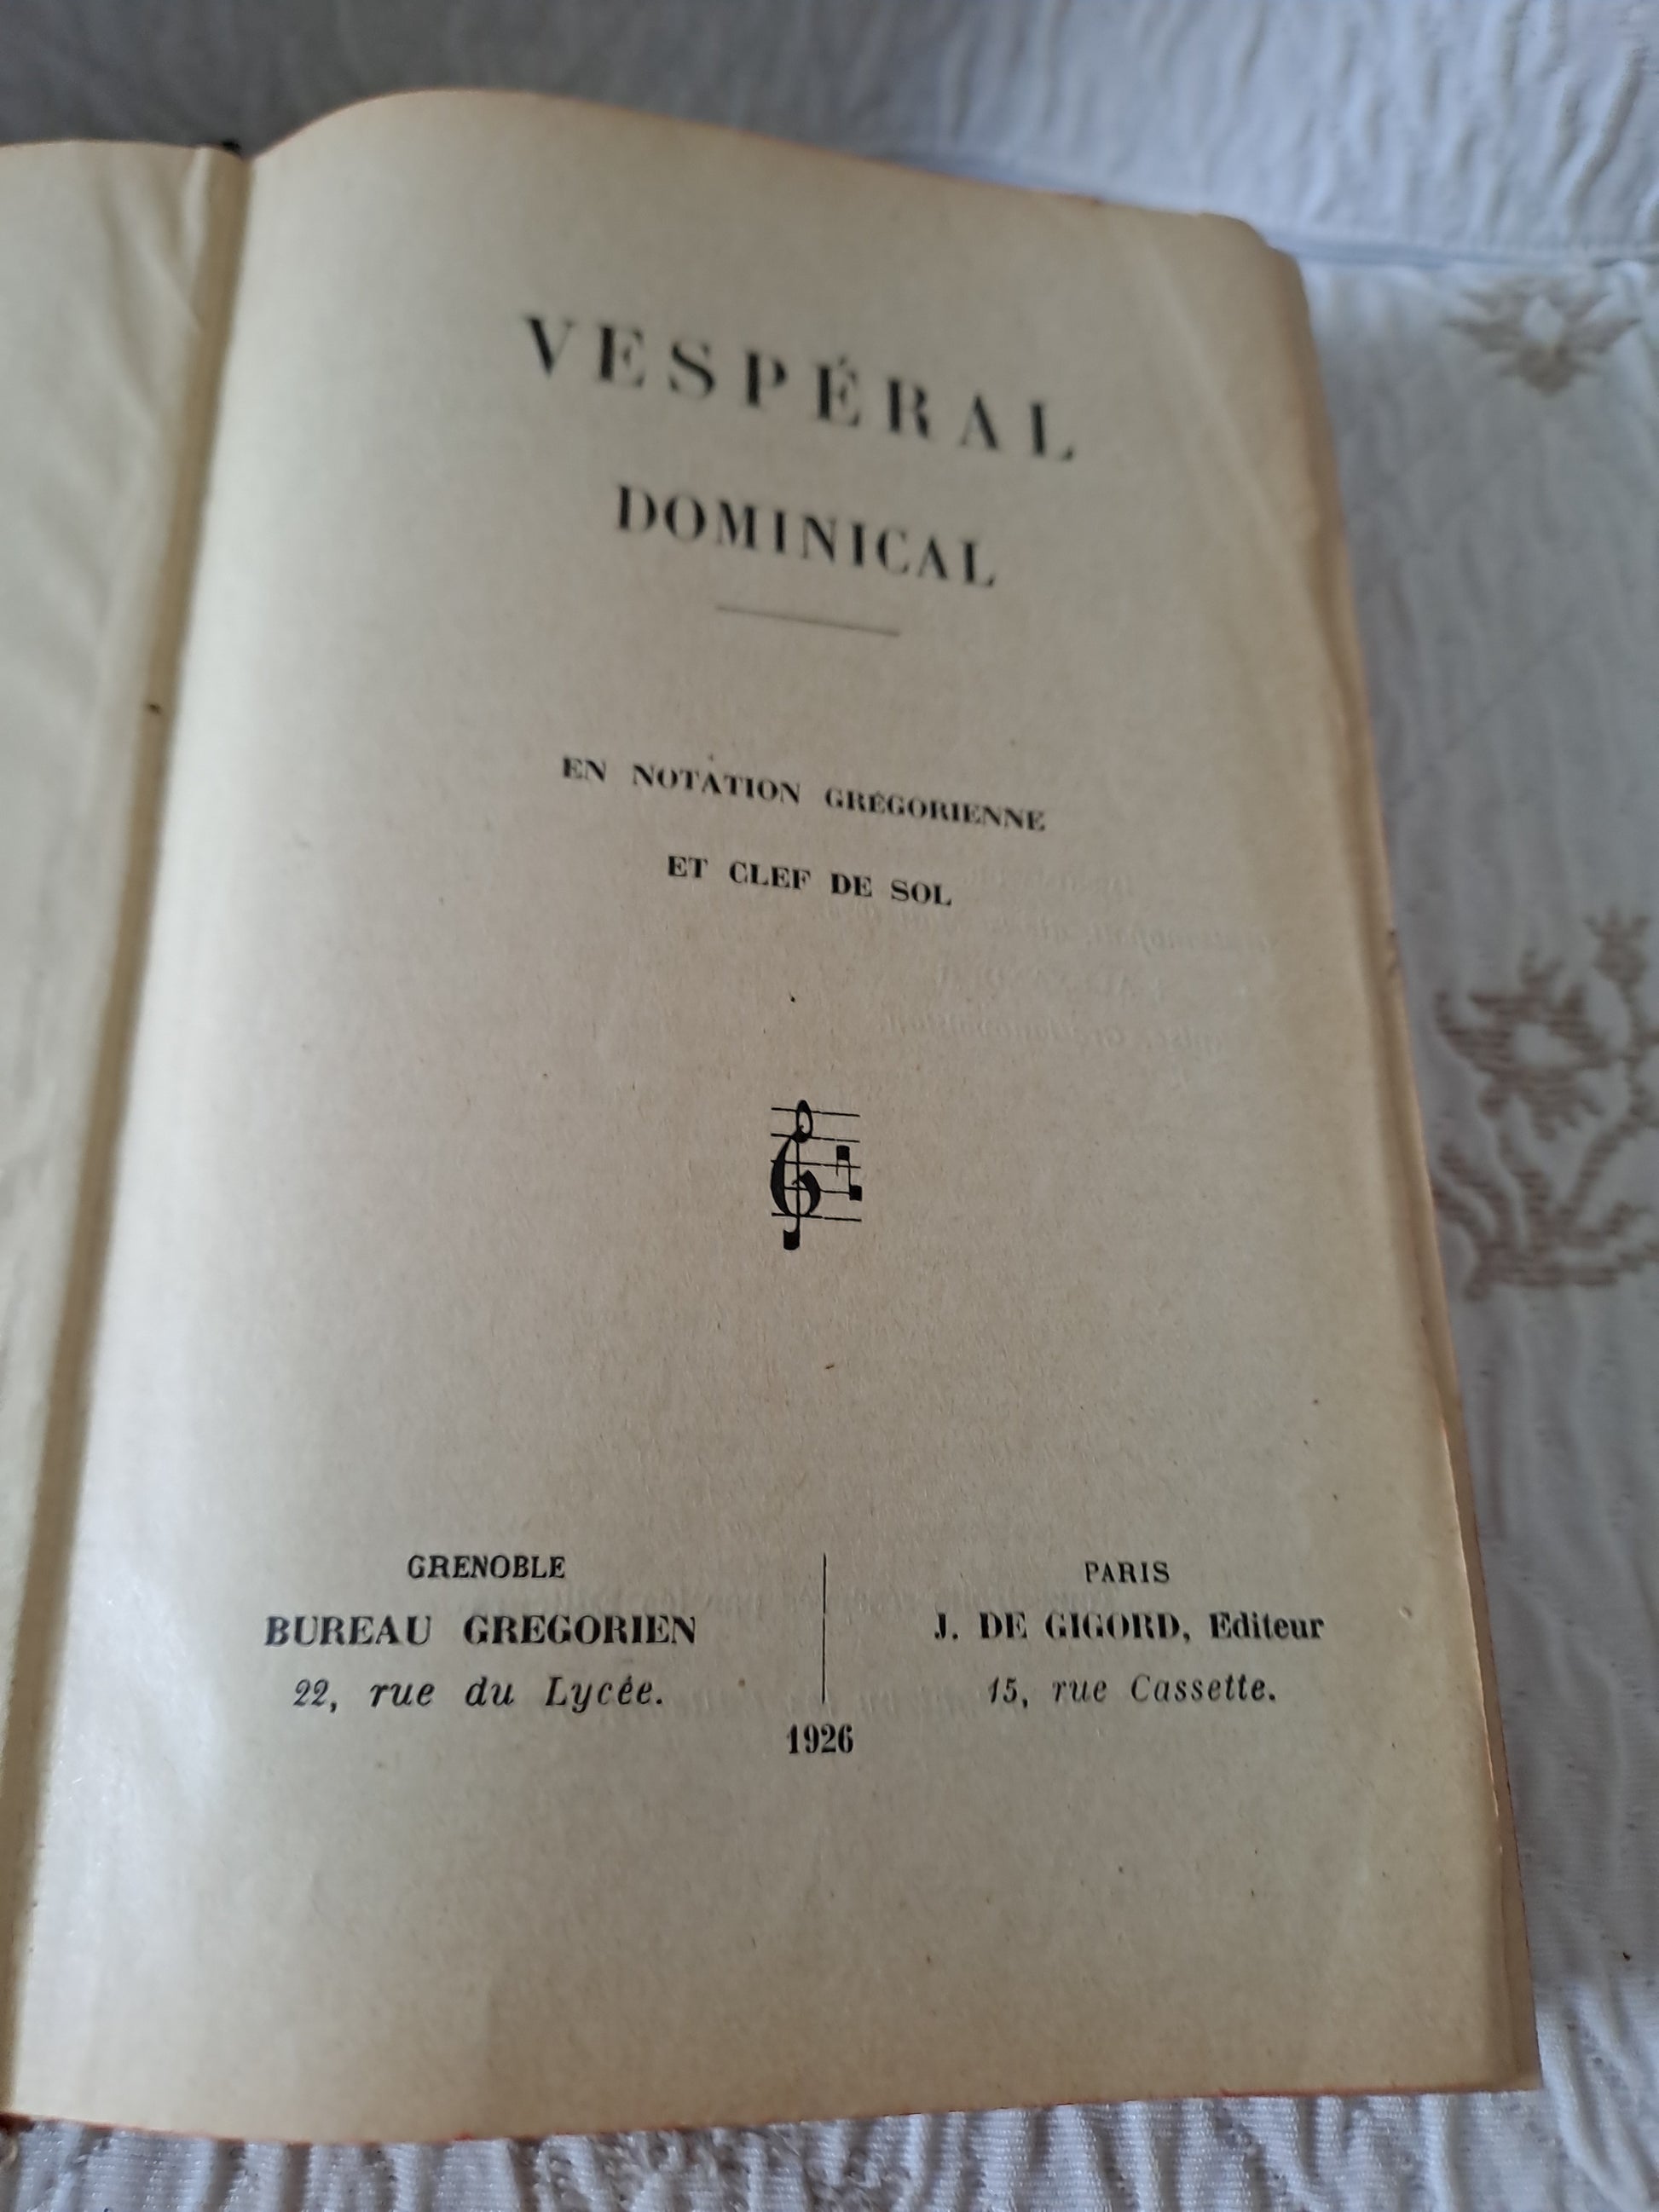 VESPÉRAL
DOMINICAL
EN NOTATION GRÉGORIENNE
ET CLEF DE SOL
GRENOBLE
BUREAU GREGORIEN
22, rue du Lycée.
PARIS
J. DE GIGORD, Editeur
15, rue Cassette.
1926